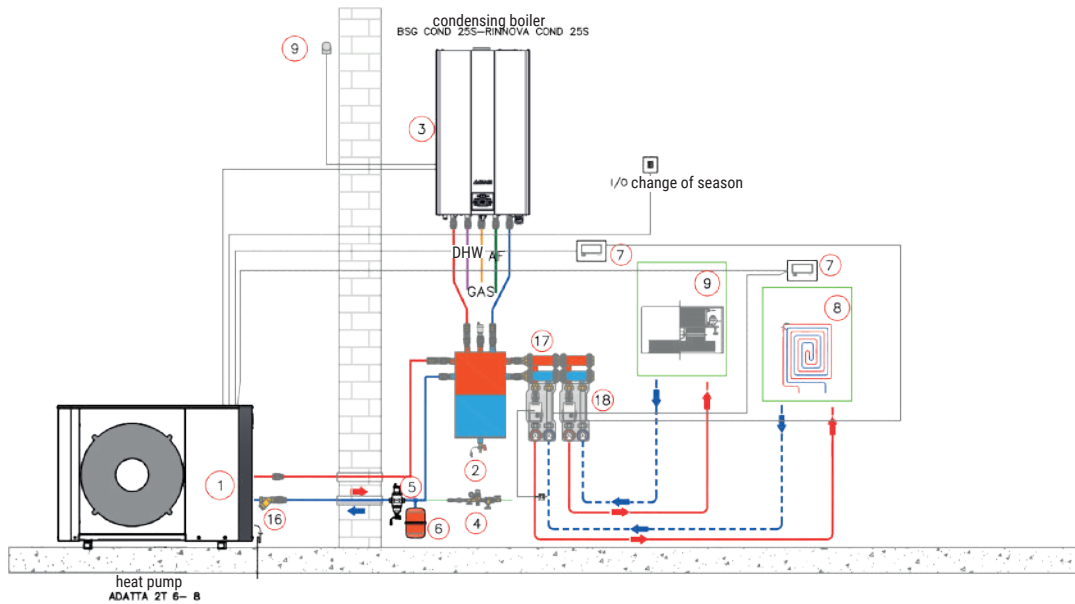 condensing boiler
BSG COND 25S-RINNOVA COND 25S
9
3
I/O change of season
DHW
AF
GAS
7
7
9
8
17
18
1
2
5
16
6
4
heat pump
ADATTA 2T 6- 8